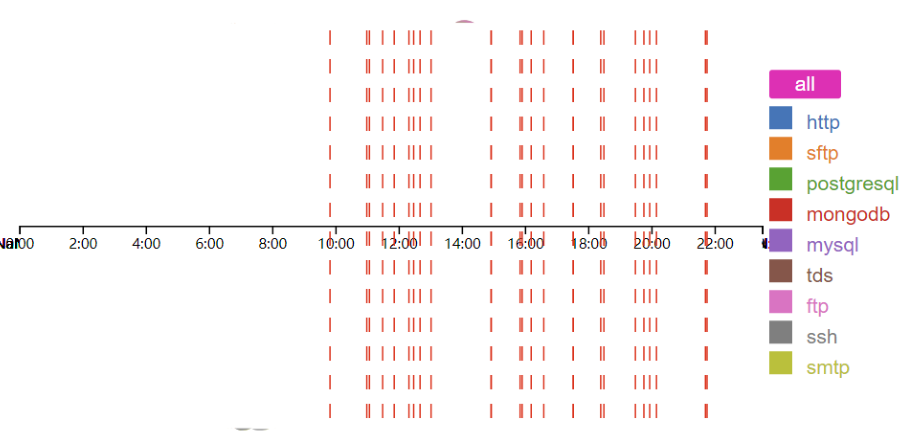 all
http
sftp
postgresql
mongodb
mysql
tds
ftp
ssh
smtp
2:00 4:00 6:00 8:00 10:00 12:00 14:00 16:00 18:00 20:00 22:00